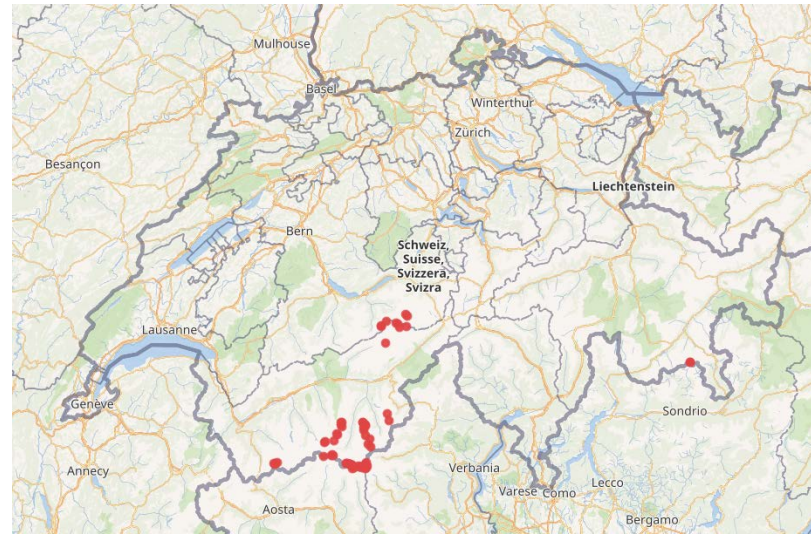 Mulhouse
Basel
Winterthur
Zürich
Besançon
Liechtenstein
Bern
Schweiz,
Suisse,
Svizzera,
Svizra
Lausanne
Genève
Sondrio
Annecy
Verbania
Lecco
Varese
Como
Aosta
Bergamo